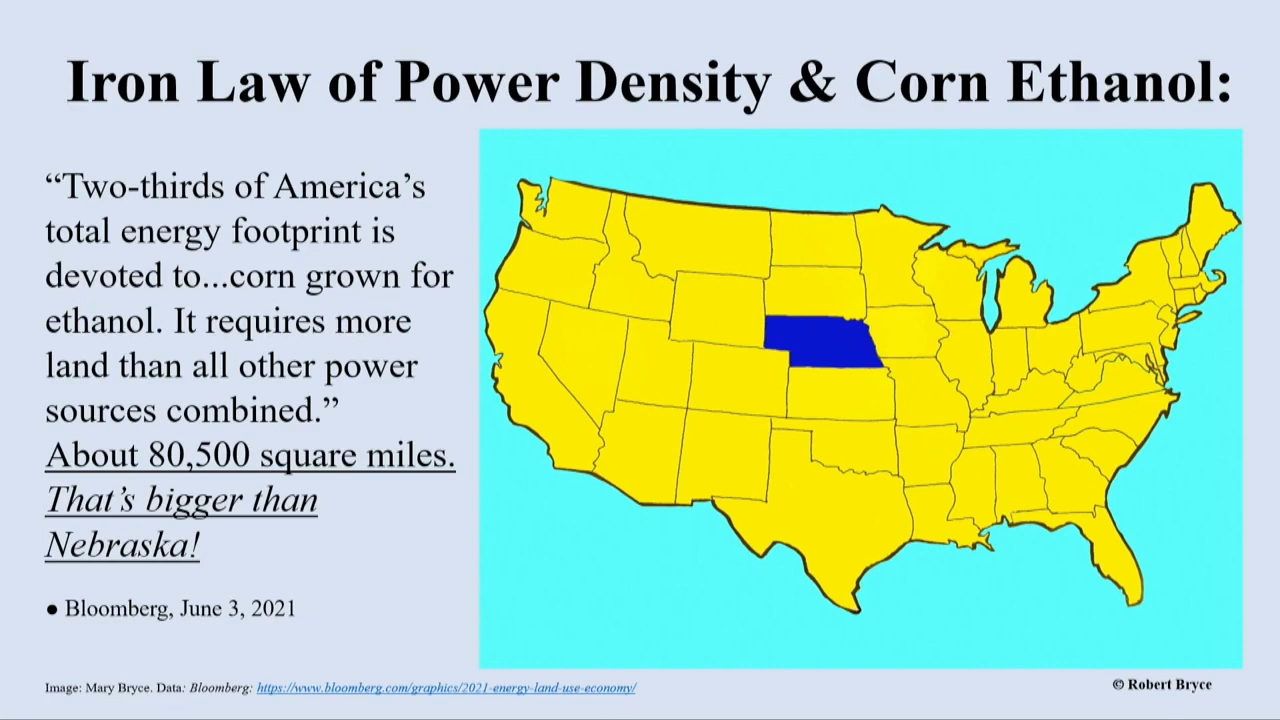 Iron Law of Power Density & Corn Ethanol:
“Two-thirds of America’s
total energy footprint is
devoted to...corn grown for
ethanol. It requires more
land than all other power
sources combined.”
About 80,500 square miles.
That’s bigger than
Nebraska!
● Bloomberg, June 3, 2021
Image: Mary Bryce. Data: Bloomberg: https://www.bloomberg.com/graphics/2021-energy-land-use-economy/
© Robert Bryce